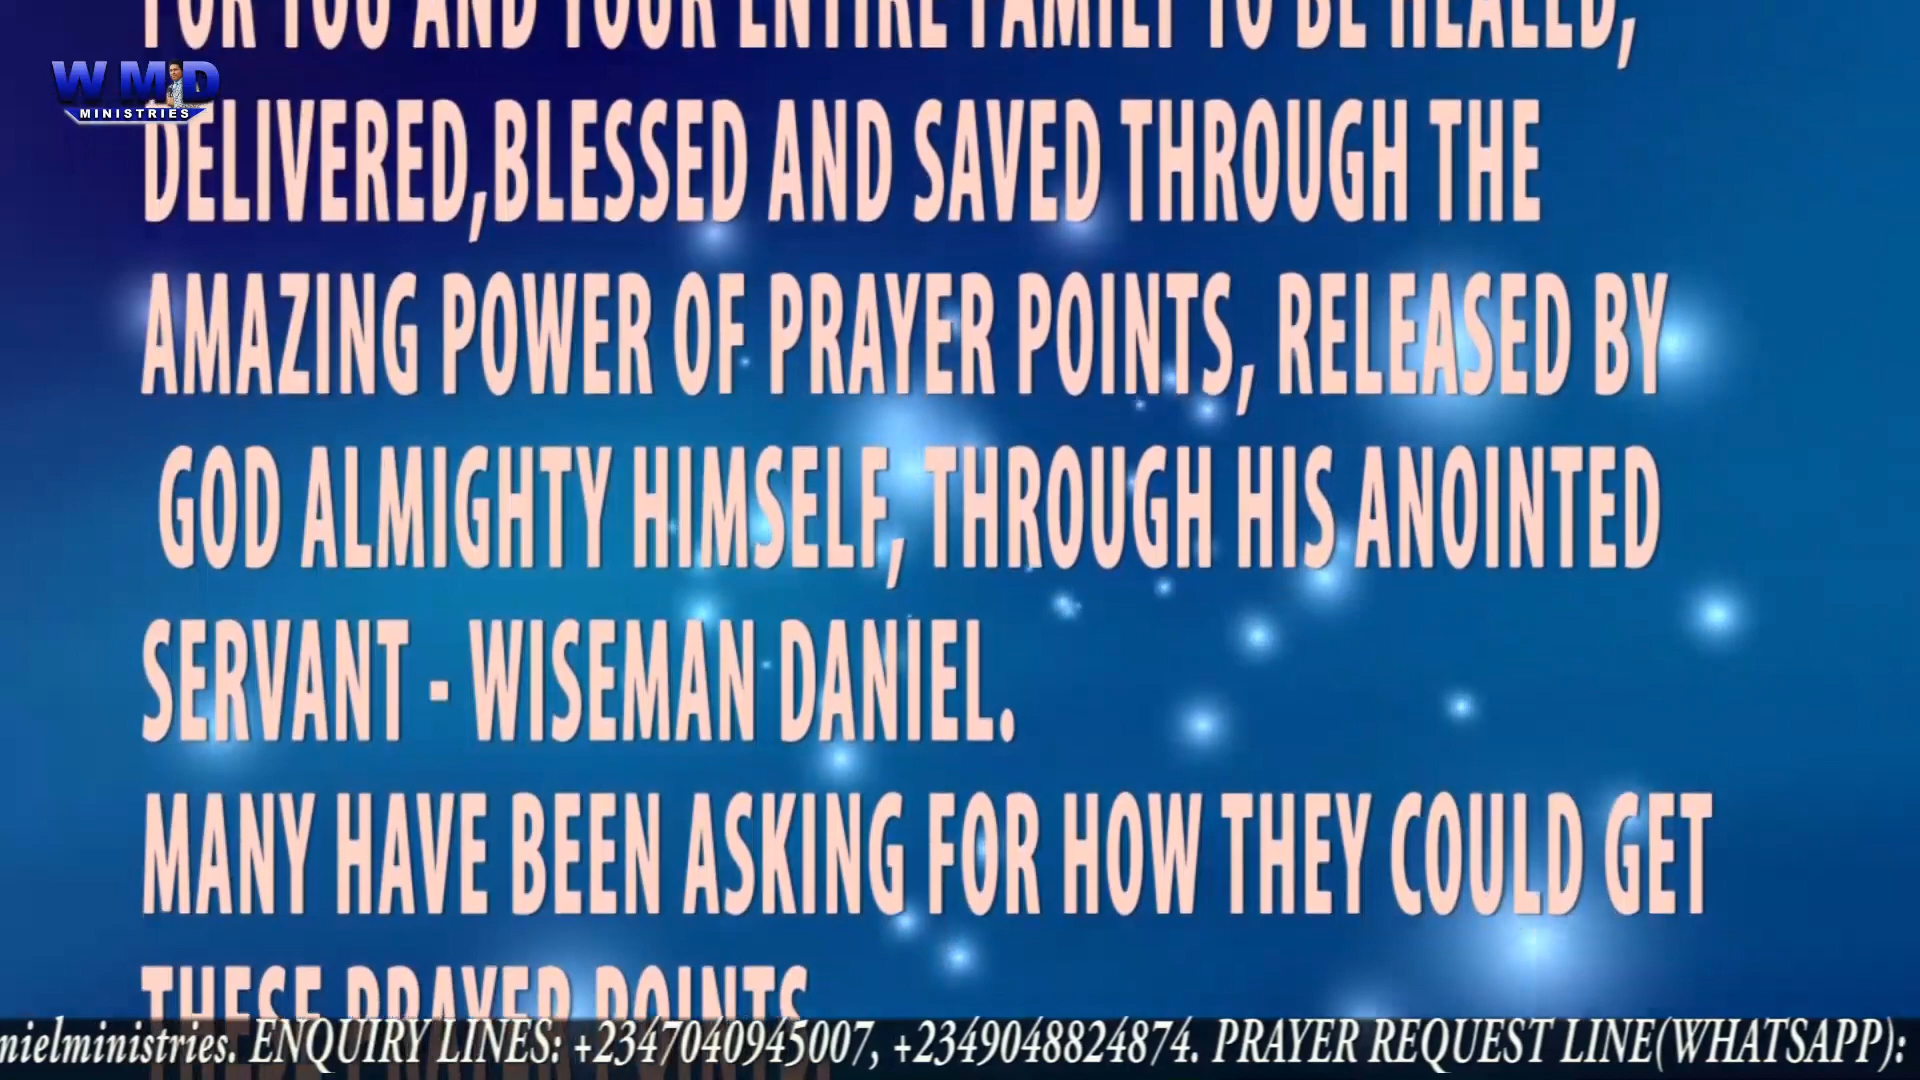 FOR YOU AND YOUR ENTIRE FAMILY TO BE HEALED,
WMD
MINISTRIES
DELIVERED,BLESSED AND SAVED THROUGH THE
AMAZING POWER OF PRAYER POINTS, RELEASED BY
GOD ALMIGHTY HIMSELF, THROUGH HIS ANOINTED
SERVANT - WISEMAN DANIEL.
MANY HAVE BEEN ASKING FOR HOW THEY COULD GET
THESE PRAYER POINTS.
nielministries. ENQUIRY LINES: +2347040945007, +2349048824874. PRAYER REQUEST LINE(WHATSAPP):